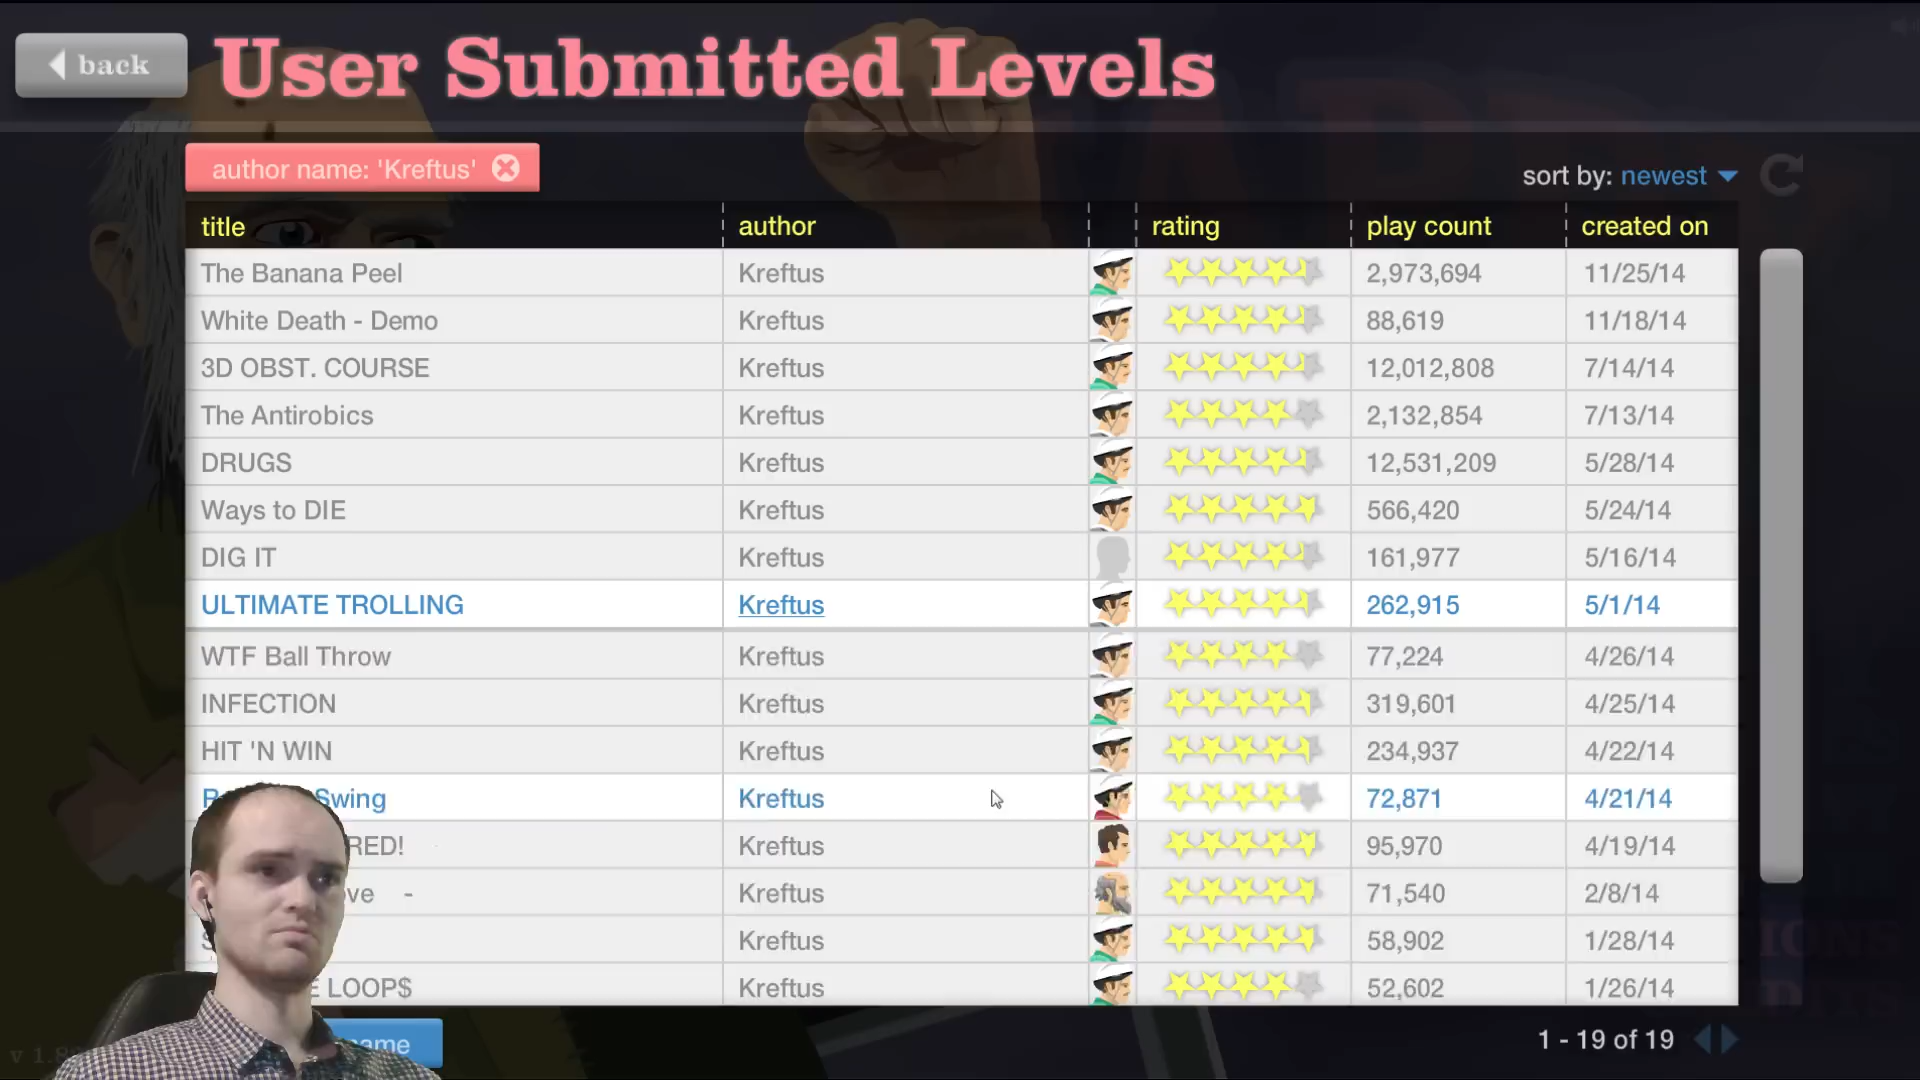 back
User Submitted Levels
author name: 'Kreftus'
sort by: newest
title author rating play count created on
The Banana Peel Kreftus 2,973,694 11/25/14
White Death - Demo Kreftus 88,619 11/18/14
3D OBST. COURSE Kreftus 12,012,808 7/14/14
The Antirobics Kreftus 2,132,854 7/13/14
DRUGS Kreftus 12,531,209 5/28/14
Ways to DIE Kreftus 566,420 5/24/14
DIG IT Kreftus 161,977 5/16/14
ULTIMATE TROLLING Kreftus 262,915 5/1/14
WTF Ball Throw Kreftus 77,224 4/26/14
INFECTION Kreftus 319,601 4/25/14
HIT 'N WIN Kreftus 234,937 4/22/14
Swing Kreftus 72,871 4/21/14
RED! Kreftus 95,970 4/19/14
- Kreftus 71,540 2/8/14
Kreftus 58,902 1/28/14
LOOP$ Kreftus 52,602 1/26/14
1 - 19 of 19